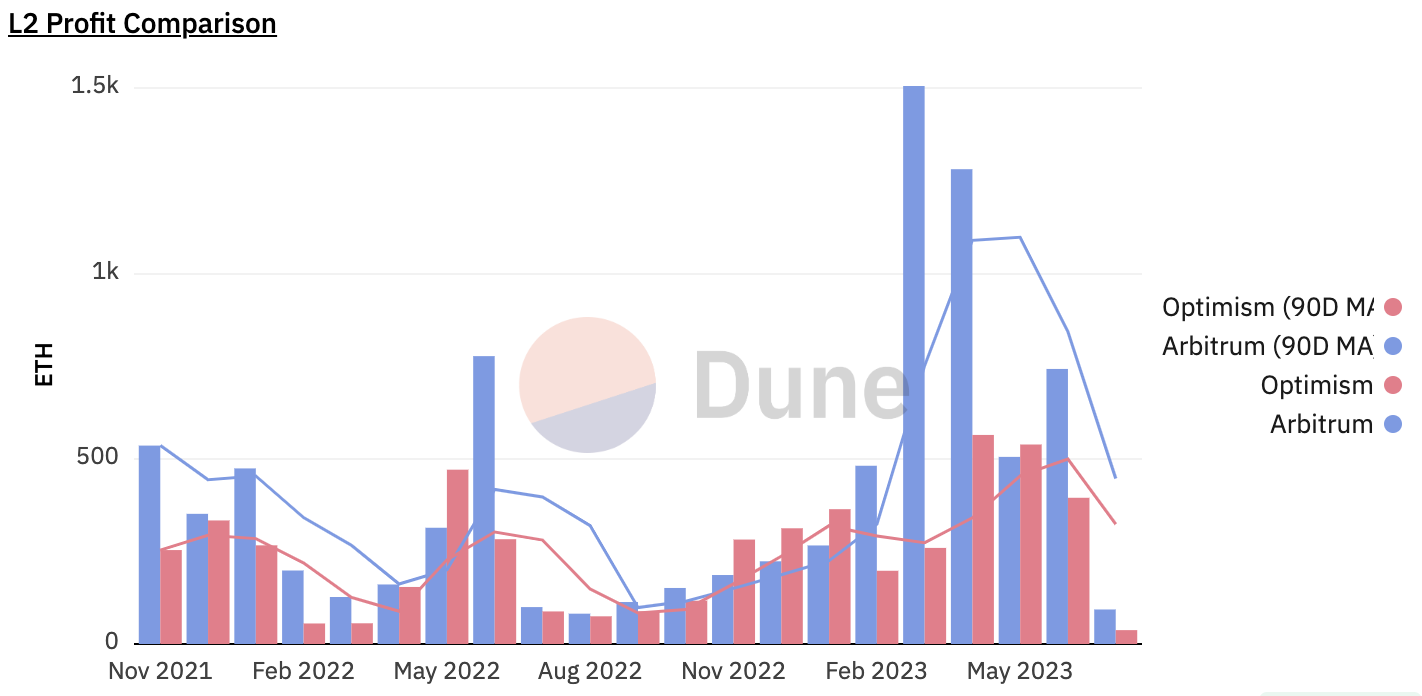 L2 Profit Comparison
1.5k
1k
500
0
ETH
Dune
Nov 2021 Feb 2022 May 2022 Aug 2022 Nov 2022 Feb 2023 May 2023
Optimism (90D MA
Arbitrum (90D MA
Optimism
Arbitrum